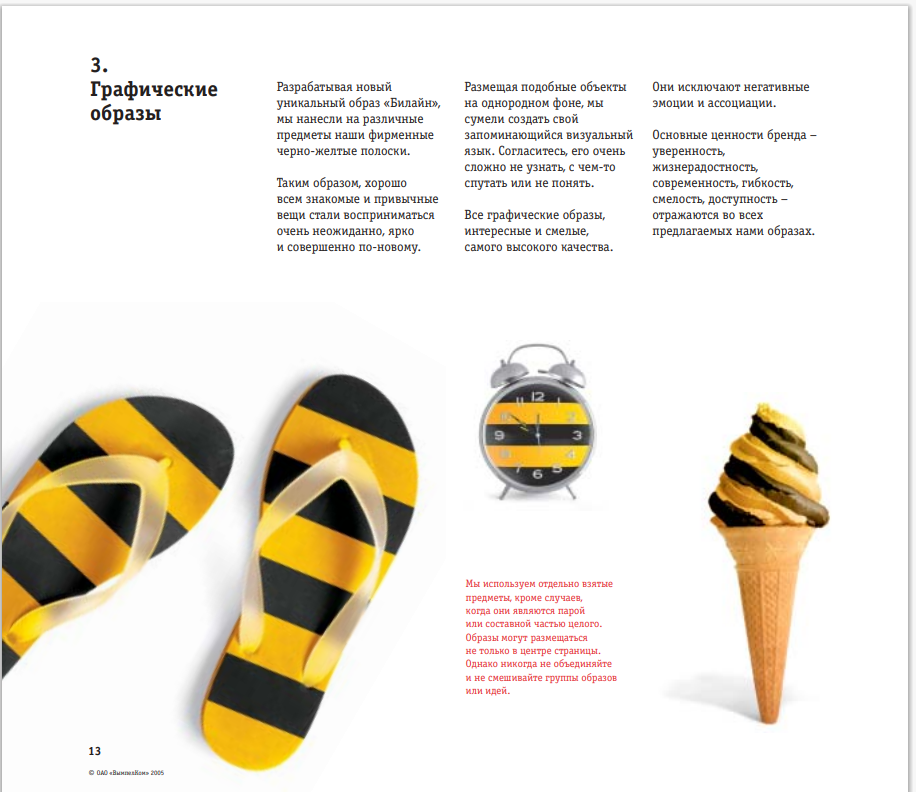 3.
Графические
образы
Разрабатывая новый
уникальный образ «Билайн»,
мы нанесли на различные
предметы наши фирменные
черно-желтые полоски.
Таким образом, хорошо
всем знакомые и привычные
вещи стали восприниматься
очень неожиданно, ярко
и совершенно по-новому.
Размещая подобные объекты
на однородном фоне, мы
сумели создать свой
запоминающийся визуальный
язык. Согласитесь, его очень
сложно не узнать, с чем-то
спутать или не понять.
Все графические образы,
интересные и смелые,
самого высокого качества.
Они исключают негативные
эмоции и ассоциации.
Основные ценности бренда –
уверенность,
жизнерадостность,
современность, гибкость,
смелость, доступность –
отражаются во всех
предлагаемых нами образах.
12
9
3
6
Мы используем отдельно взятые
предметы, кроме случаев,
когда они являются парой
или составной частью целого.
Образы могут размещаться
не только в центре страницы.
Однако никогда не объединяйте
и не смешивайте группы образов
или идей.
13
© ОАО «ВымпелКом» 2005